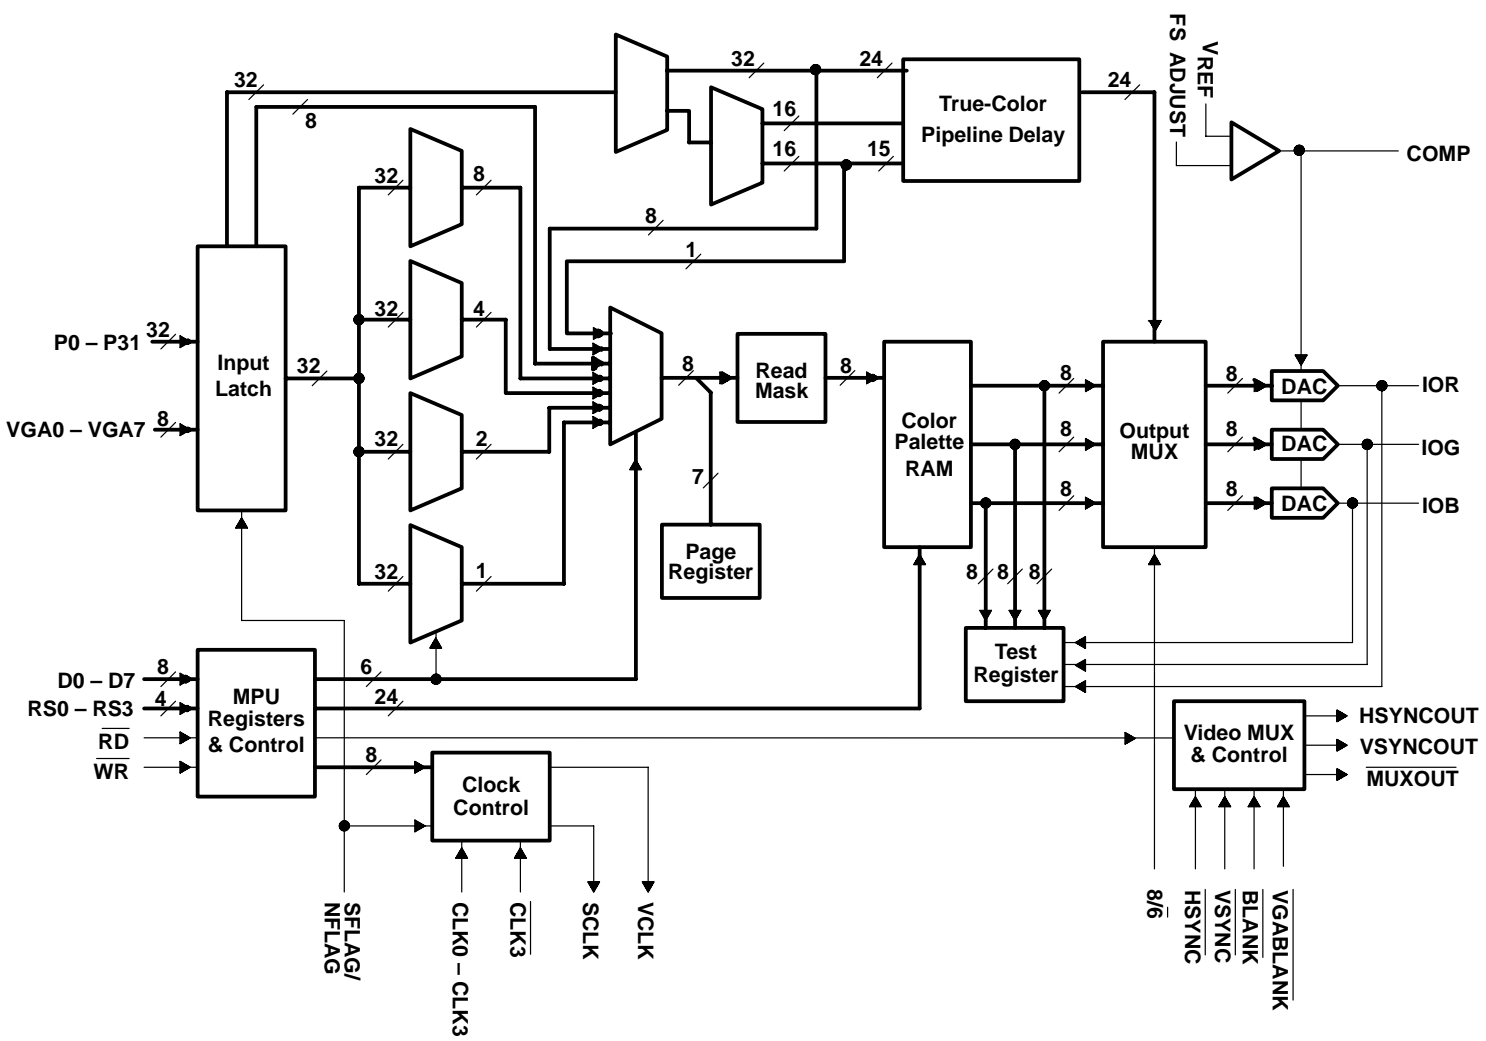 FS ADJUST
VREF
32
32
24
24
8
16
16
15
True-Color
Pipeline Delay
COMP
32
8
8
1
32
4
P0 – P31
32
Input
Latch
32
8
Read
Mask
8
8
8
DAC
IOR
VGA0 – VGA7
8
32
2
Color
Palette
RAM
8
Output
MUX
8
DAC
IOG
7
8
8
DAC
IOB
Page
Register
32
1
8
8
8
Test
Register
D0 – D7
8
RS0 – RS3
4
RD
WR
MPU
Registers
& Control
6
24
8
Clock
Control
Video MUX
& Control
HSYNCOUT
VSYNCOUT
MUXOUT
SFLAG/
NFLAG
CLK0 – CLK3
CLK3
SCLK
VCLK
8/6
HSYNC
VSYNC
BLANK
VGABLANK